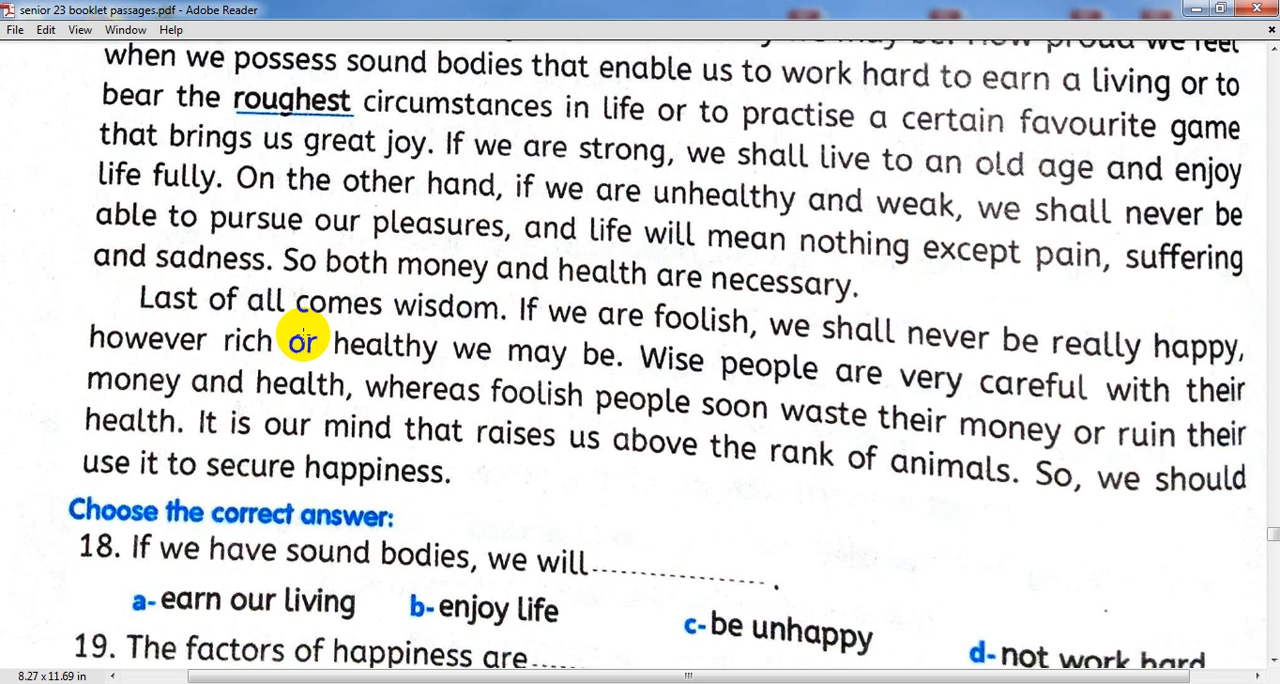 senior 23 booklet passages.pdf - Adobe Reader
File Edit View Window Help
we may be. How proud we feel
when we possess sound bodies that enable us to work hard to earn a living or to
bear the roughest circumstances in life or to practise a certain favourite game
that brings us great joy. If we are strong, we shall live to an old age and enjoy
life fully. On the other hand, if we are unhealthy and weak, we shall never be
able to pursue our pleasures, and life will mean nothing except pain, suffering
and sadness. So both money and health are necessary.
Last of all comes wisdom. If we are foolish, we shall never be really happy,
however rich or healthy we may be. Wise people are very careful with their
money and health, whereas foolish people soon waste their money or ruin their
health. It is our mind that raises us above the rank of animals. So, we should
use it to secure happiness.
Choose the correct answer:
18. If we have sound bodies, we will .................... .
a- earn our living b- enjoy life c- be unhappy d- not work hard
19. The factors of happiness are.....
8.27 x 11.69 in